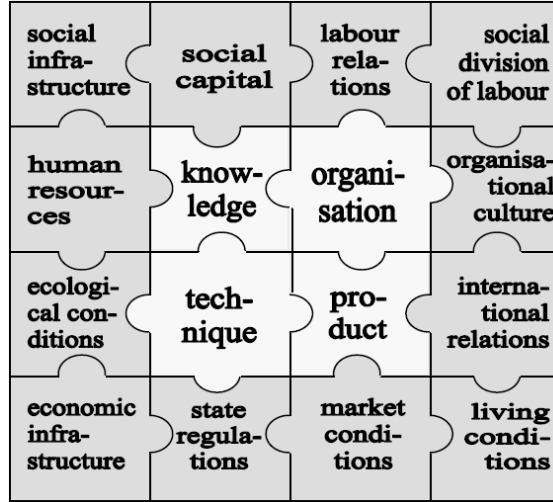 social
infra-
structure
social
capital
labour
rela-
tions
social
division
of labour
human
resour-
ces
know-
ledge
organi-
sation
organisa-
tional
culture
ecologi-
cal con-
ditions
tech-
nique
pro-
duct
interna-
tional
relations
economic
infra-
structure
state
regula-
tions
market
condi-
tions
living
condi-
tions